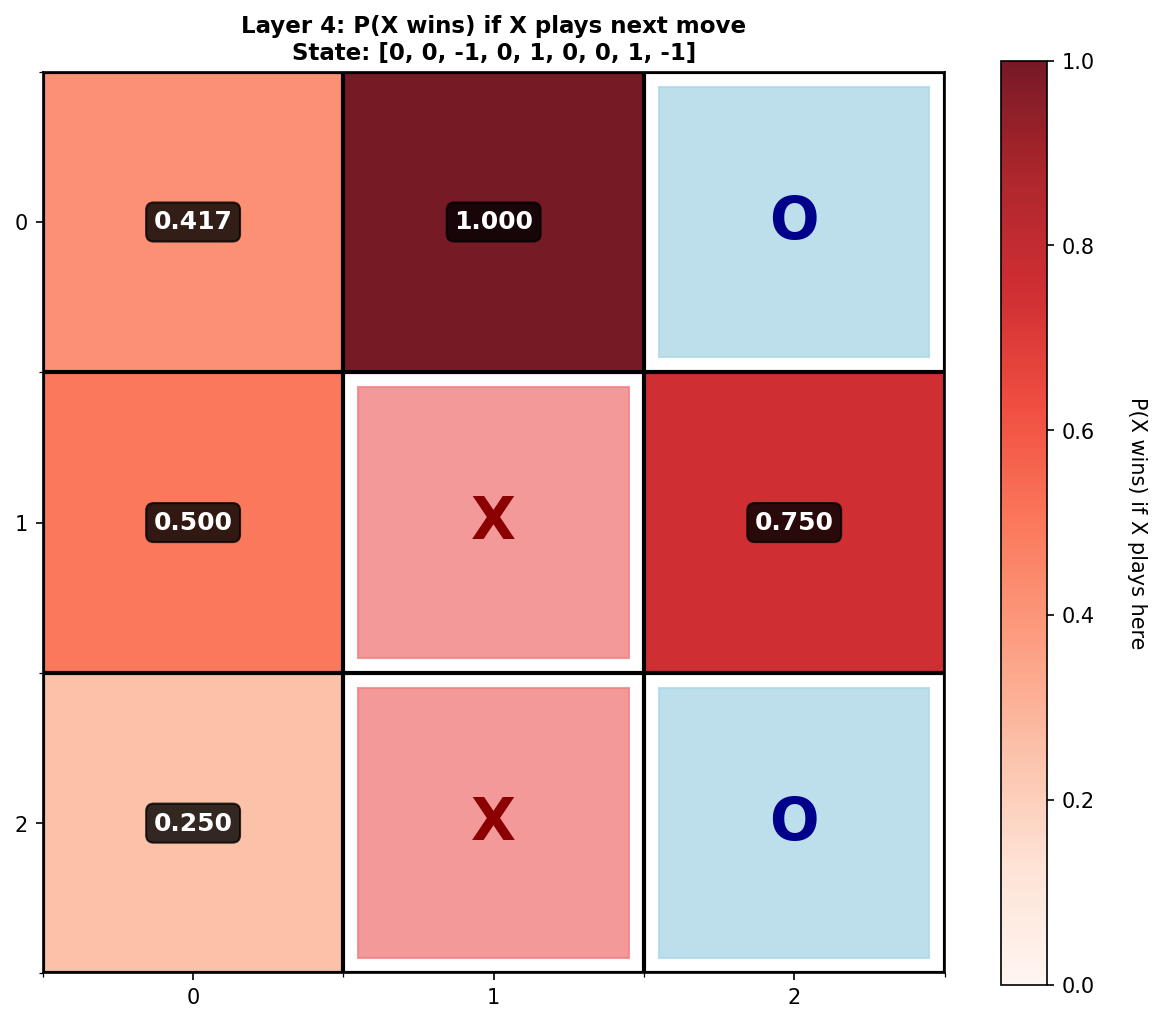 Layer 4: P(X wins) if X plays next move
State: [0, 0, -1, 0, 1, 0, 0, 1, -1]
0
0.417
1.000
O
1
0.500
X
0.750
2
0.250
X
O
0
1
2
1.0
0.8
0.6
0.4
0.2
0.0
P(X wins) if X plays here